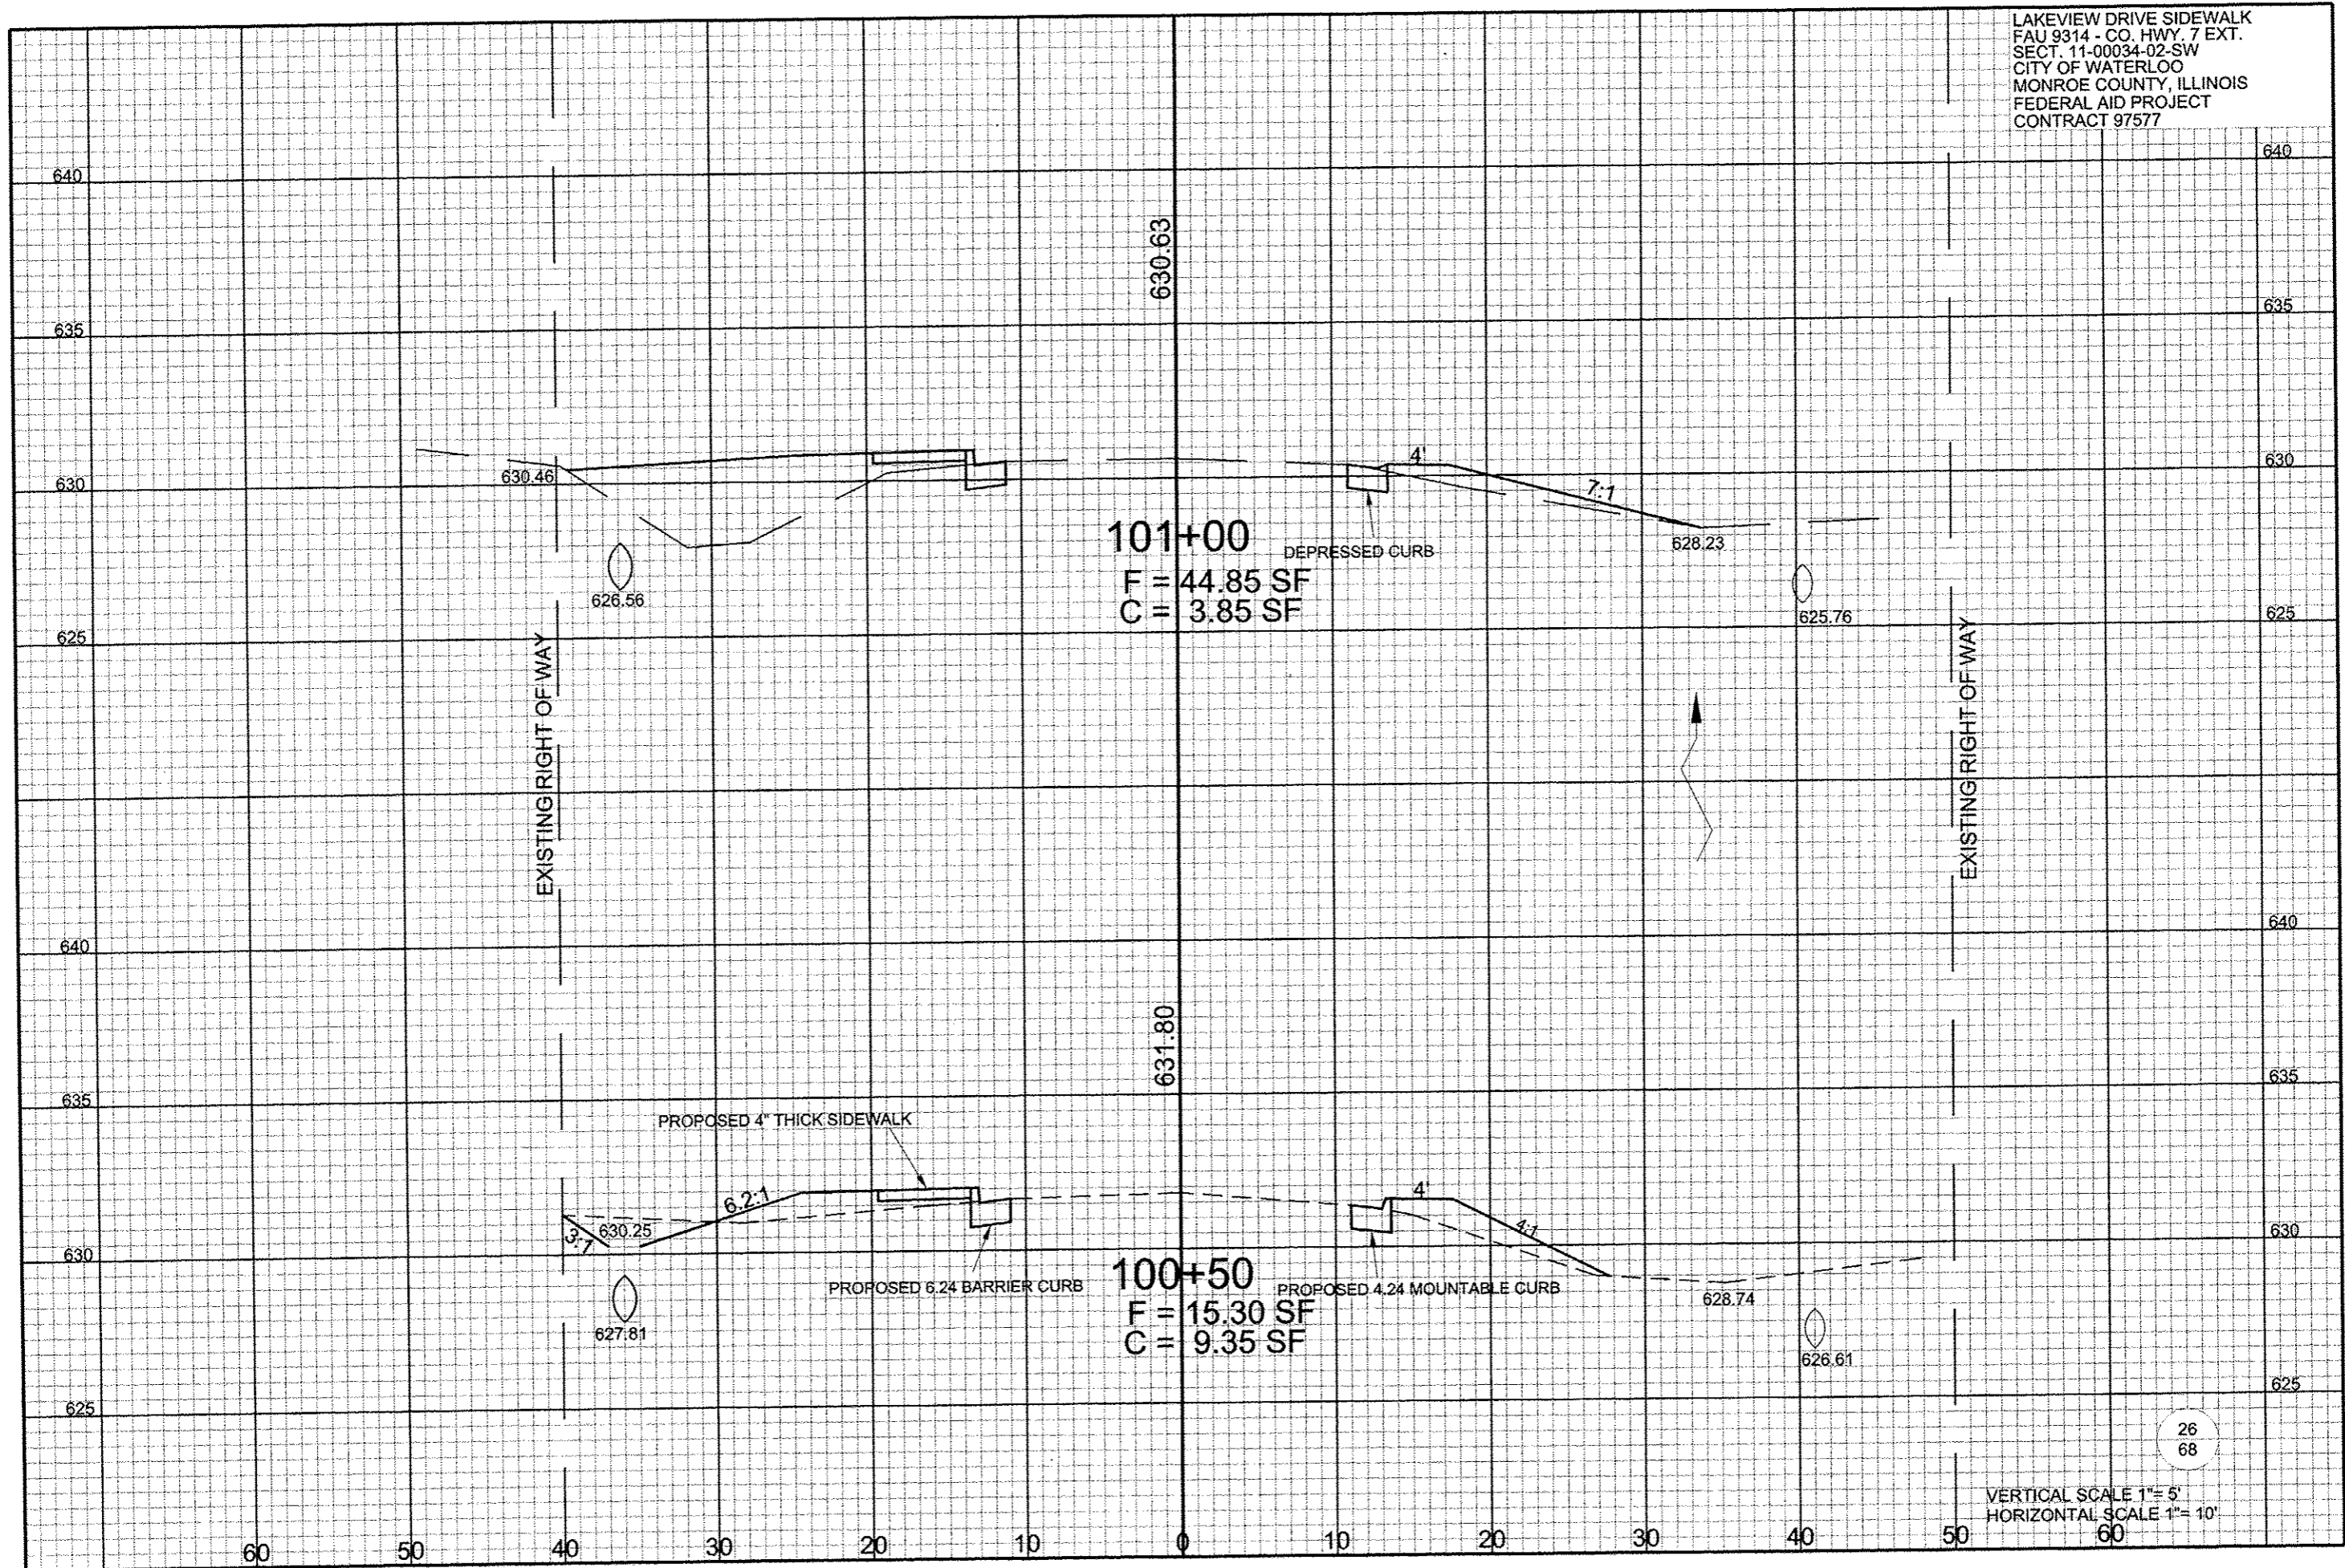 LAKEVIEW DRIVE SIDEWALK
FAU 9314 - CO. HWY. 7 EXT.
SECT. 11-00034-02-SW
CITY OF WATERLOO
MONROE COUNTY, ILLINOIS
FEDERAL AID PROJECT
CONTRACT 97577
640
640
630.63
635
635
630.46
630
4'
7:1
630
101+00
DEPRESSED CURB
628.23
F = 44.85 SF
C = 3.85 SF
626.56
625.76
625
625
EXISTING RIGHT OF WAY
EXISTING RIGHT OF WAY
640
640
631.80
635
635
PROPOSED 4" THICK SIDEWALK
6.2:1
4'
3:1
630.25
4:1
630
630
100+50
PROPOSED 6.24 BARRIER CURB
PROPOSED 4.24 MOUNTABLE CURB
628.74
F = 15.30 SF
C = 9.35 SF
627.81
626.61
625
625
26
68
VERTICAL SCALE 1"= 5'
HORIZONTAL SCALE 1"= 10'
60
50
40
30
20
10
0
10
20
30
40
50
60